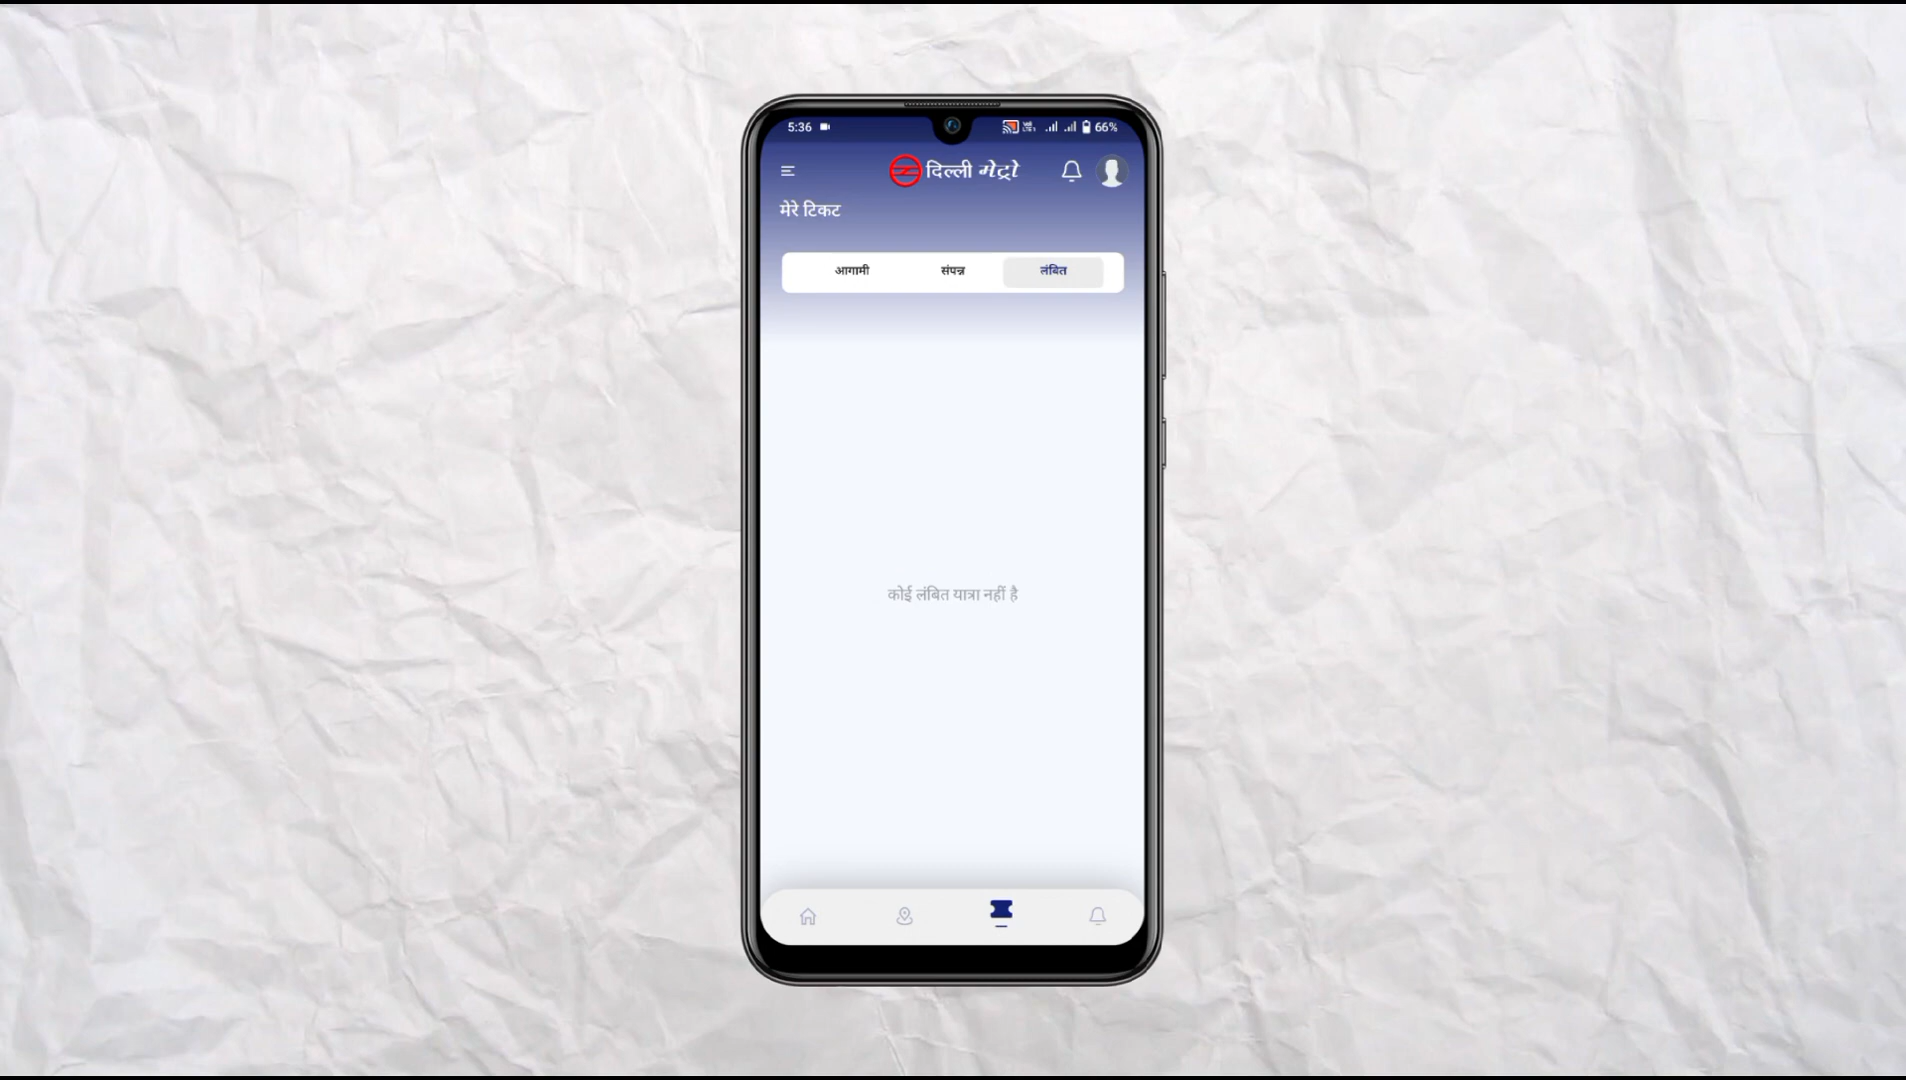 5:36 66%
दिल्ली मेट्रो
मेरे टिकट
आगामी संपन्न लंबित
कोई लंबित यात्रा नहीं है